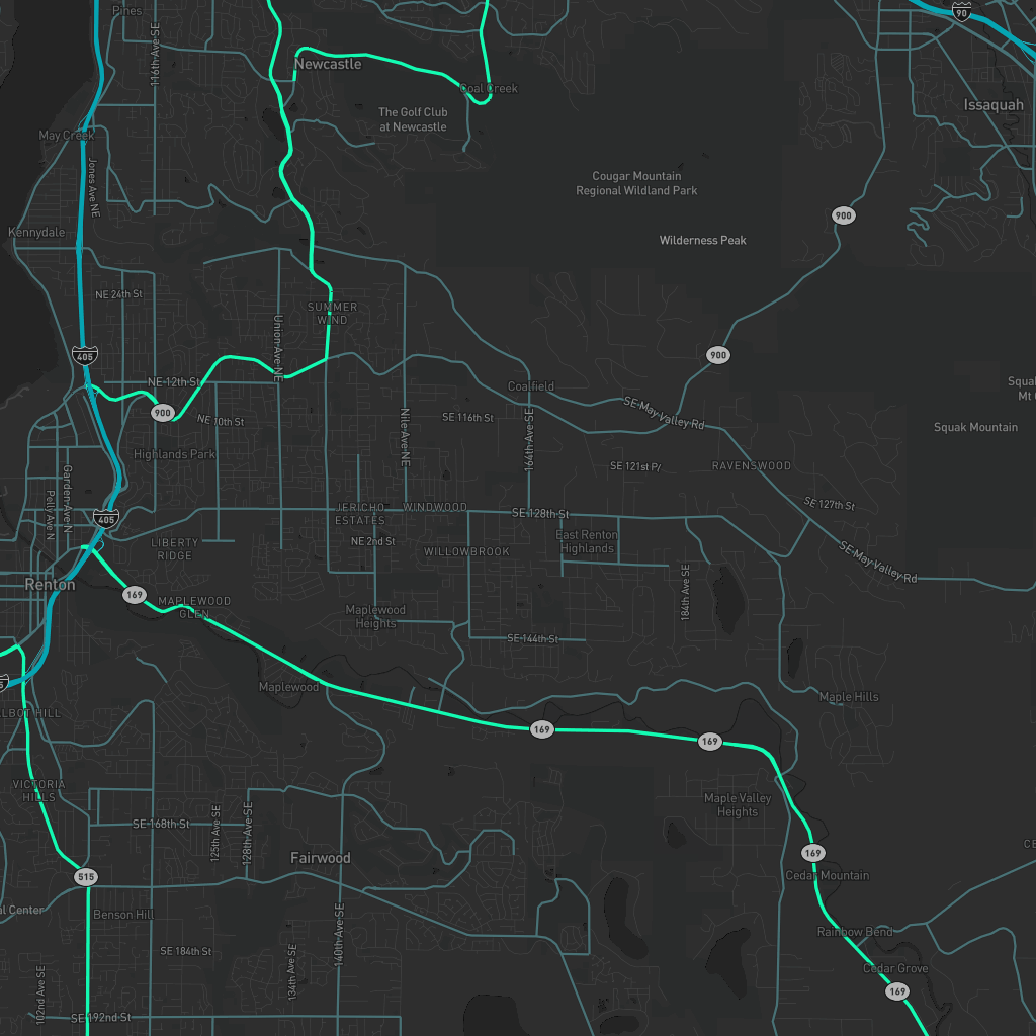 Pines
90
116th Ave SE
Newcastle
Coal Creek
Issaquah
The Golf Club
at Newcastle
May Creek
Jones Ave NE
Cougar Mountain
Regional Wildland Park
900
Kennydale
Wilderness Peak
NE 24th St
SUMMER
WIND
Union Ave NE
405
900
NE 12th St
Coalfield
900
NE 10th St
SE 116th St
SE May Valley Rd
Squak Mountain
Nile Ave NE
164th Ave SE
Highlands Park
SE 121st Pl
RAVENSWOOD
Garden Ave N
Pelly Ave N
405
JERICHO
ESTATES
WINDWOOD
SE 128th St
SE 127th St
LIBERTY
RIDGE
NE 2nd St
WILLOWBROOK
East Renton
Highlands
SE May Valley Rd
Renton
169
MAPLEWOOD
GLEN
Maplewood
Heights
184th Ave SE
SE 144th St
Maplewood
Maple Hills
LBOT HILL
169
169
VICTORIA
HILLS
Maple Valley
Heights
SE 168th St
125th Ave SE
128th Ave SE
Fairwood
169
515
Cedar Mountain
al Center
Benson Hill
140th Ave SE
Rainbow Bend
SE 184th St
134th Ave SE
102nd Ave SE
Cedar Grove
169
SE 192nd St